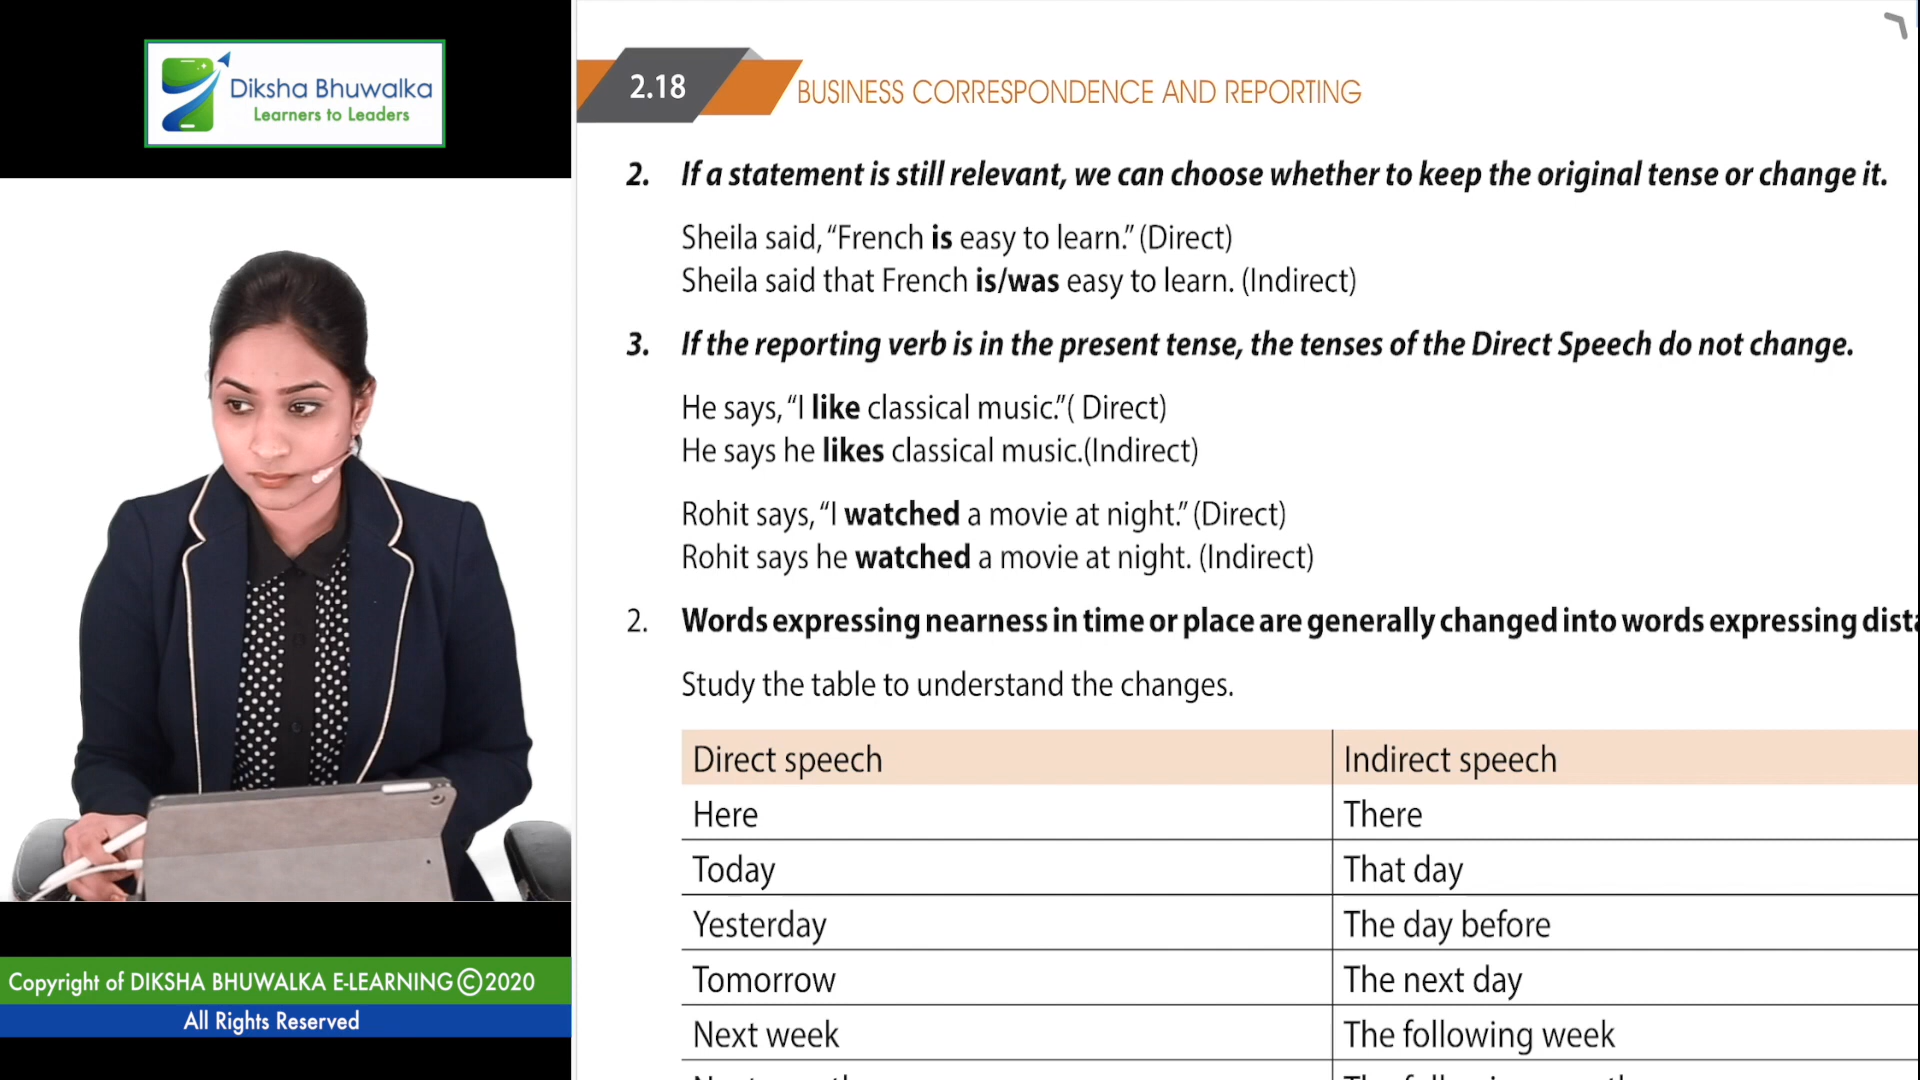 Diksha Bhuwalka
Learners to Leaders
2.18
BUSINESS CORRESPONDENCE AND REPORTING
2. If a statement is still relevant, we can choose whether to keep the original tense or change it.
Sheila said, “French is easy to learn.” (Direct)
Sheila said that French is/was easy to learn. (Indirect)
3. If the reporting verb is in the present tense, the tenses of the Direct Speech do not change.
He says, “I like classical music.”( Direct)
He says he likes classical music.(Indirect)
Rohit says, “I watched a movie at night.” (Direct)
Rohit says he watched a movie at night. (Indirect)
2. Words expressing nearness in time or place are generally changed into words expressing
Study the table to understand the changes.
Direct speech Indirect speech
Here There
Today That day
Yesterday The day before
Tomorrow The next day
Next week The following week
Copyright of DIKSHA BHUWALKA E-LEARNING©2020
All Rights Reserved